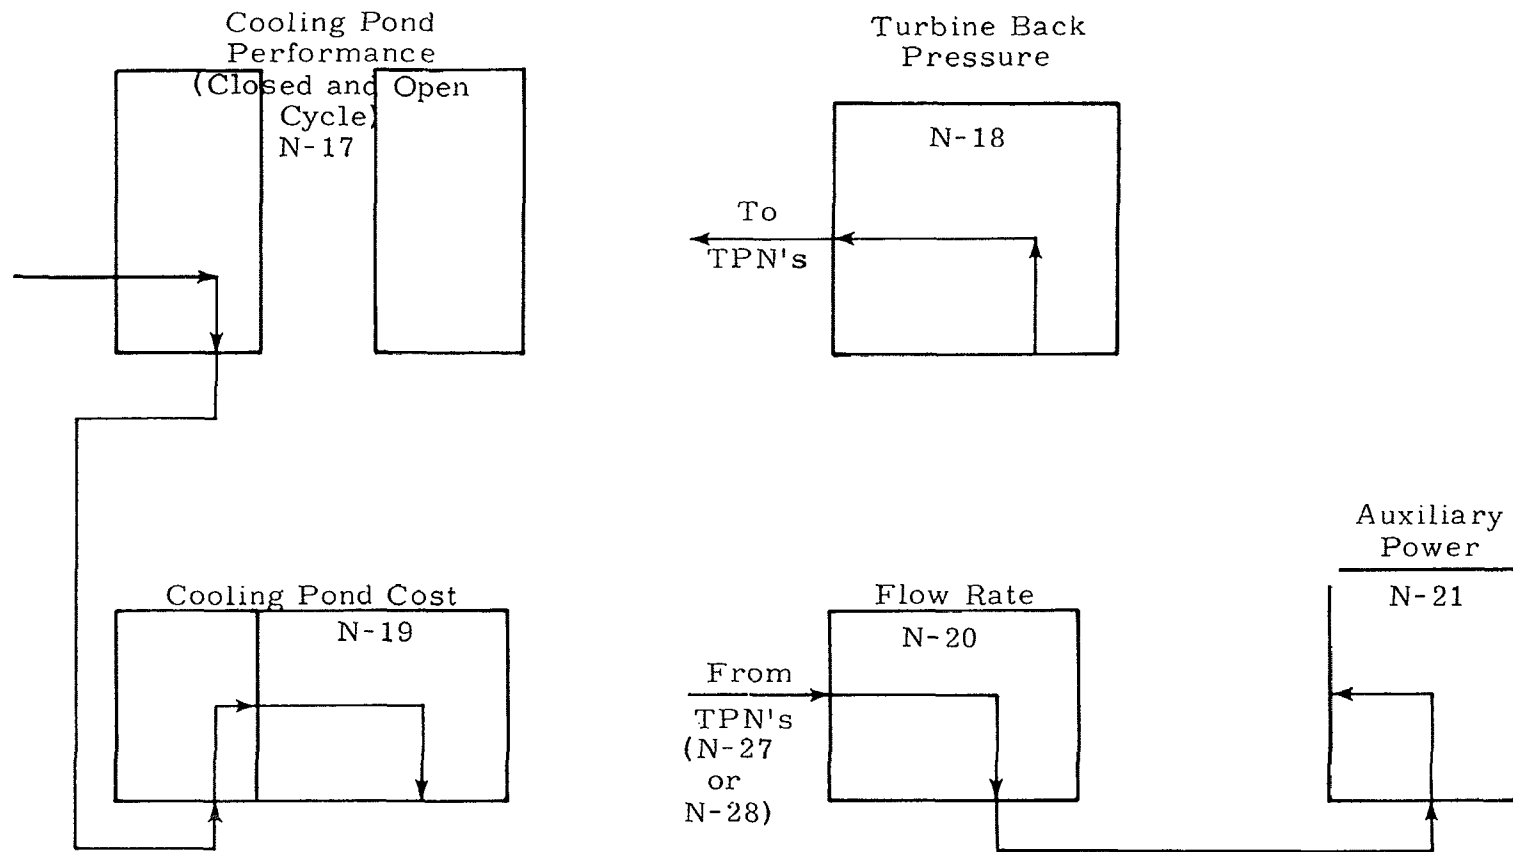 Cooling Pond
Performance
(Closed and Open
Cycle)
N-17
Turbine Back
Pressure
N-18
To
TPN's
Cooling Pond Cost
N-19
Flow Rate
N-20
From
TPN's
(N-27
or
N-28)
Auxiliary
Power
N-21